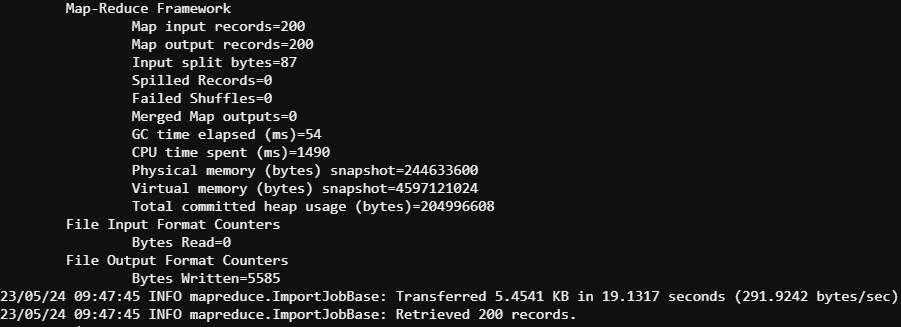 Map-Reduce Framework
Map input records=200
Map output records=200
Input split bytes=87
Spilled Records=0
Failed Shuffles=0
Merged Map outputs=0
GC time elapsed (ms)=54
CPU time spent (ms)=1490
Physical memory (bytes) snapshot=244633600
Virtual memory (bytes) snapshot=4597121024
Total committed heap usage (bytes)=204996608
File Input Format Counters
Bytes Read=0
File Output Format Counters
Bytes Written=5585
23/05/24 09:47:45 INFO mapreduce.ImportJobBase: Transferred 5.4541 KB in 19.1317 seconds (291.9242 bytes/sec)
23/05/24 09:47:45 INFO mapreduce.ImportJobBase: Retrieved 200 records.